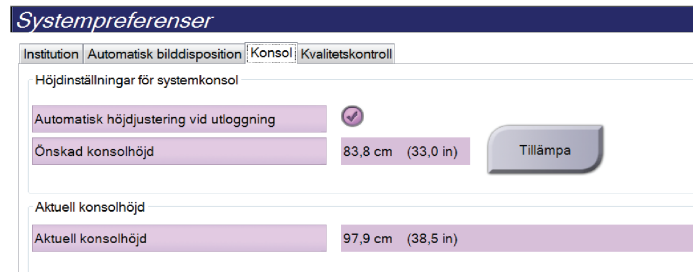 Systempreferenser
Institution Automatisk bilddisposition Konsol Kvalitetskontroll
Höjdinställningar för systemkonsol
Automatisk höjdjustering vid utloggning
Önskad konsolhöjd 83,8 cm (33,0 in) Tillämpa
Aktuell konsolhöjd
Aktuell konsolhöjd 97,9 cm (38,5 in)